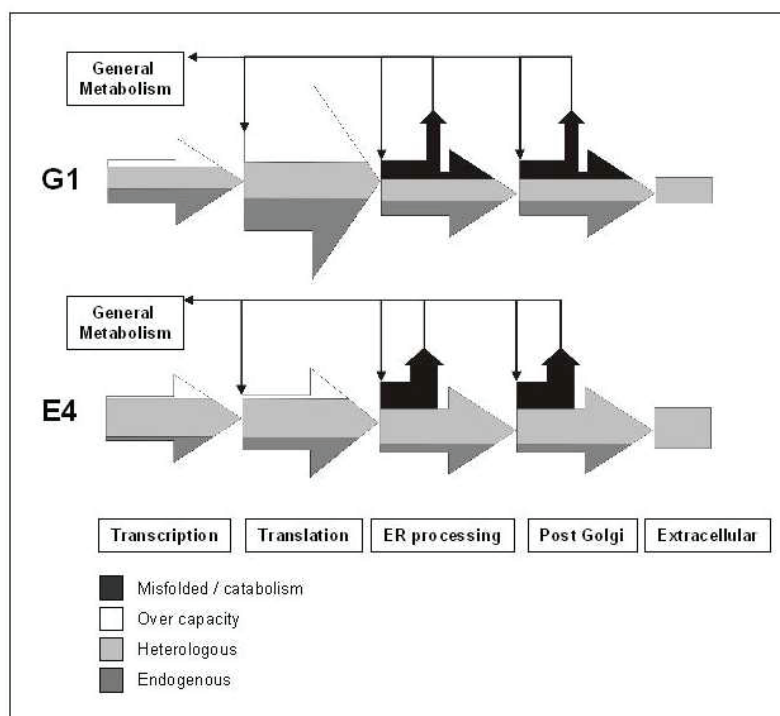 General
Metabolism
G1
General
Metabolism
E4
Transcription
Translation
ER processing
Post Golgi
Extracellular
Misfolded / catabolism
Over capacity
Heterologous
Endogenous